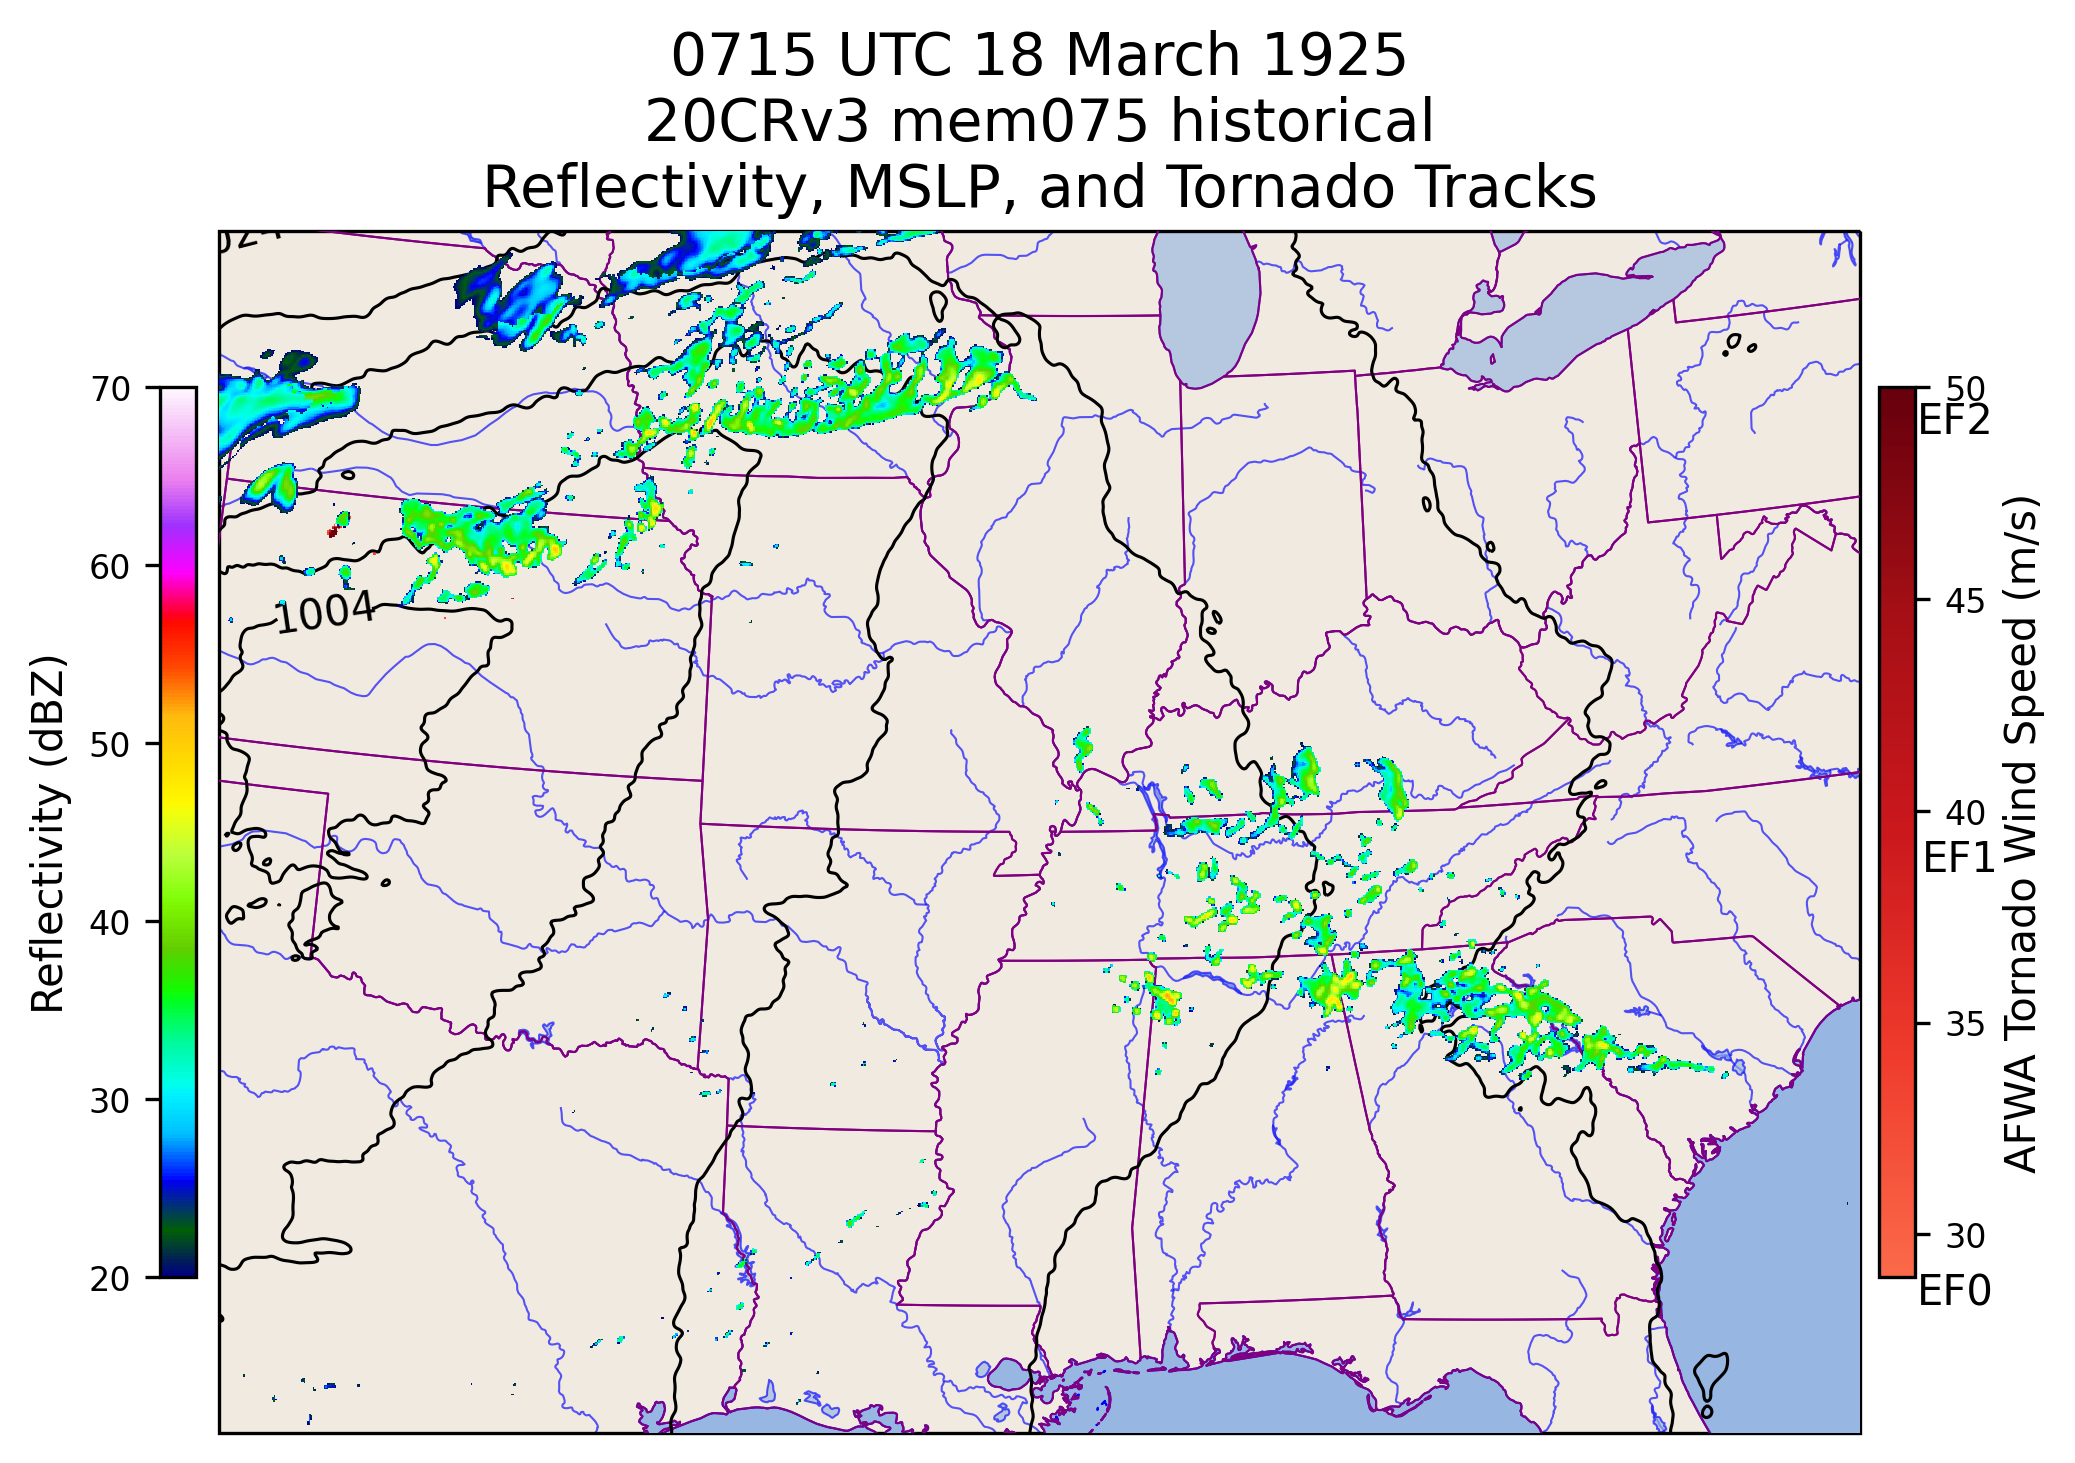 0715 UTC 18 March 1925
20CRv3 mem075 historical
Reflectivity, MSLP, and Tornado Tracks
1004
Reflectivity (dBZ)
70
60
50
40
30
20
50
EF2
45
40
EF1
35
30
EF0
AFWA Tornado Wind Speed (m/s)